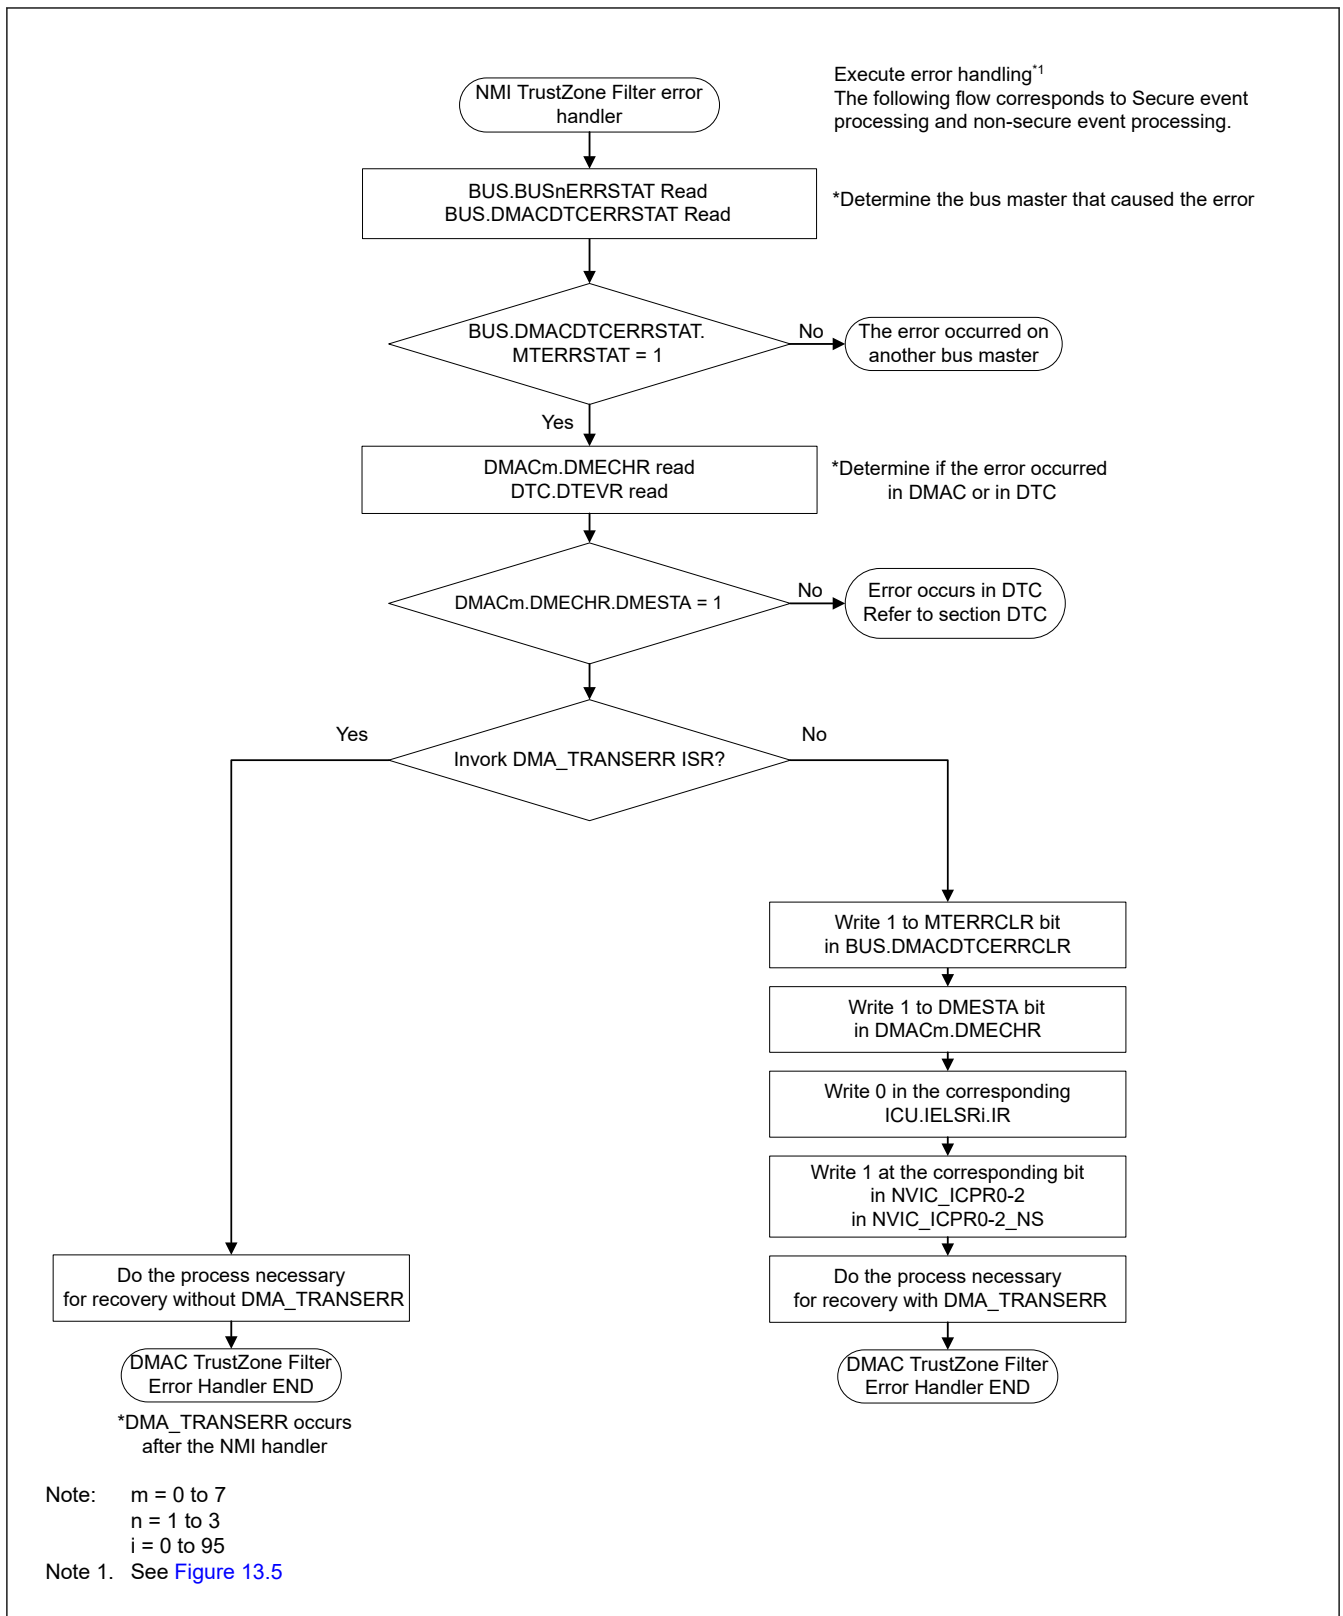 NMI TrustZone Filter error
handler
Execute error handling*1
The following flow corresponds to Secure event
processing and non-secure event processing.
BUS.BUSnERRSTAT Read
BUS.DMACDTCERRSTAT Read
*Determine the bus master that caused the error
BUS.DMACDTCERRSTAT.
MTERRSTAT = 1
No
The error occurred on
another bus master
Yes
DMACm.DMECHR read
DTC.DTEVR read
*Determine if the error occurred
in DMAC or in DTC
DMACm.DMECHR.DMESTA = 1
No
Error occurs in DTC
Refer to section DTC
Yes
Invork DMA_TRANSERR ISR?
No
Write 1 to MTERRCLR bit
in BUS.DMACDTCERRCLR
Write 1 to DMESTA bit
in DMACm.DMECHR
Write 0 in the corresponding
ICU.IELSRi.IR
Write 1 at the corresponding bit
in NVIC_ICPR0-2
in NVIC_ICPR0-2_NS
Do the process necessary
for recovery without DMA_TRANSERR
Do the process necessary
for recovery with DMA_TRANSERR
DMAC TrustZone Filter
Error Handler END
DMAC TrustZone Filter
Error Handler END
*DMA_TRANSERR occurs
after the NMI handler
Note: m = 0 to 7
n = 1 to 3
i = 0 to 95
Note 1. See Figure 13.5